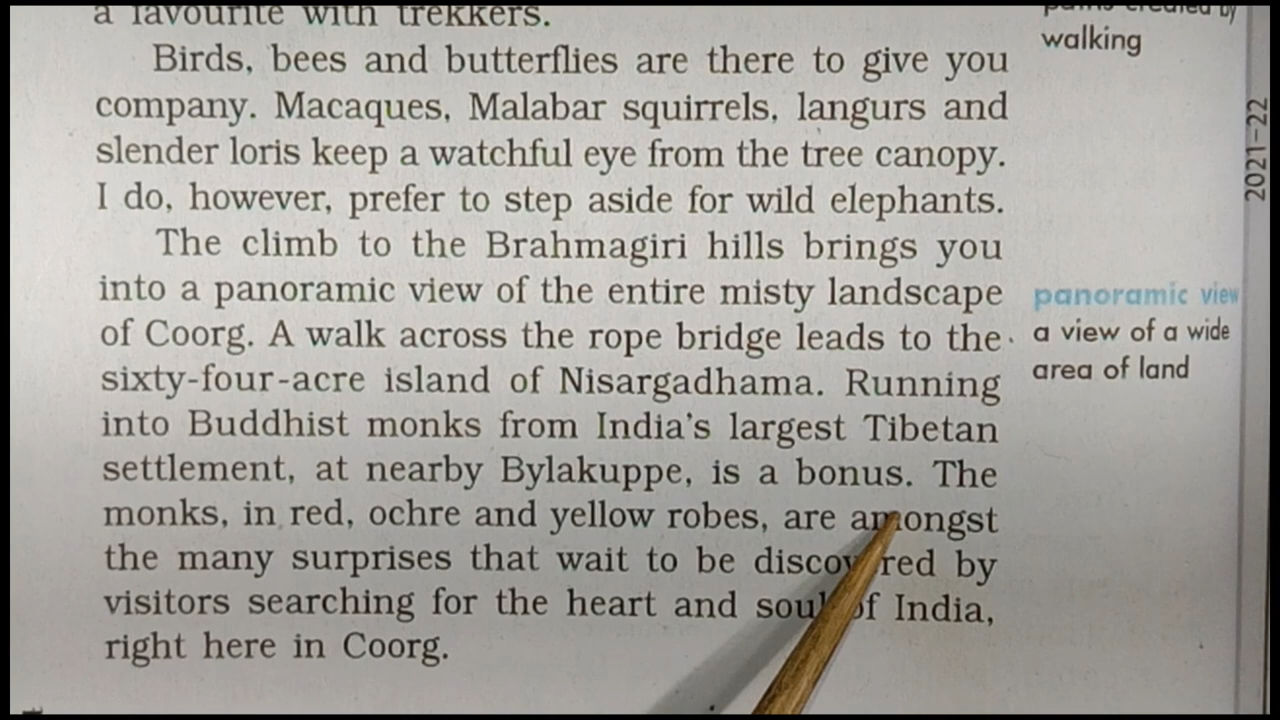 a favourite with trekkers.
Birds, bees and butterflies are there to give you
company. Macaques, Malabar squirrels, langurs and
slender loris keep a watchful eye from the tree canopy.
I do, however, prefer to step aside for wild elephants.
The climb to the Brahmagiri hills brings you
into a panoramic view of the entire misty landscape
of Coorg. A walk across the rope bridge leads to the
sixty-four-acre island of Nisargadhama. Running
into Buddhist monks from India's largest Tibetan
settlement, at nearby Bylakuppe, is a bonus. The
monks, in red, ochre and yellow robes, are amongst
the many surprises that wait to be discovered by
visitors searching for the heart and soul of India,
right here in Coorg.
paths created by
walking
panoramic view
a view of a wide
area of land
2021–22